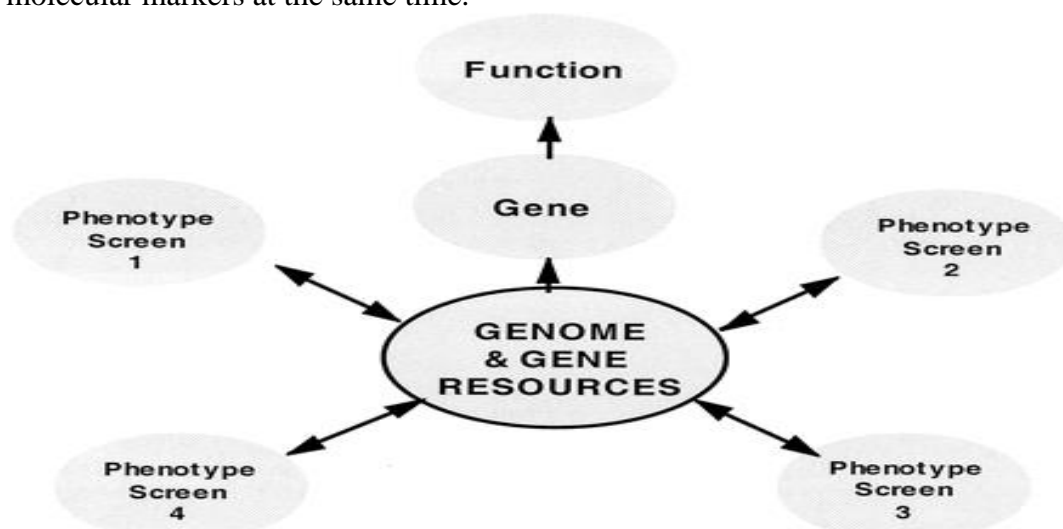 molecular markers at the same time.
Function
Gene
Phenotype
Screen
1
Phenotype
Screen
2
GENOME
& GENE
RESOURCES
Phenotype
Screen
4
Phenotype
Screen
3